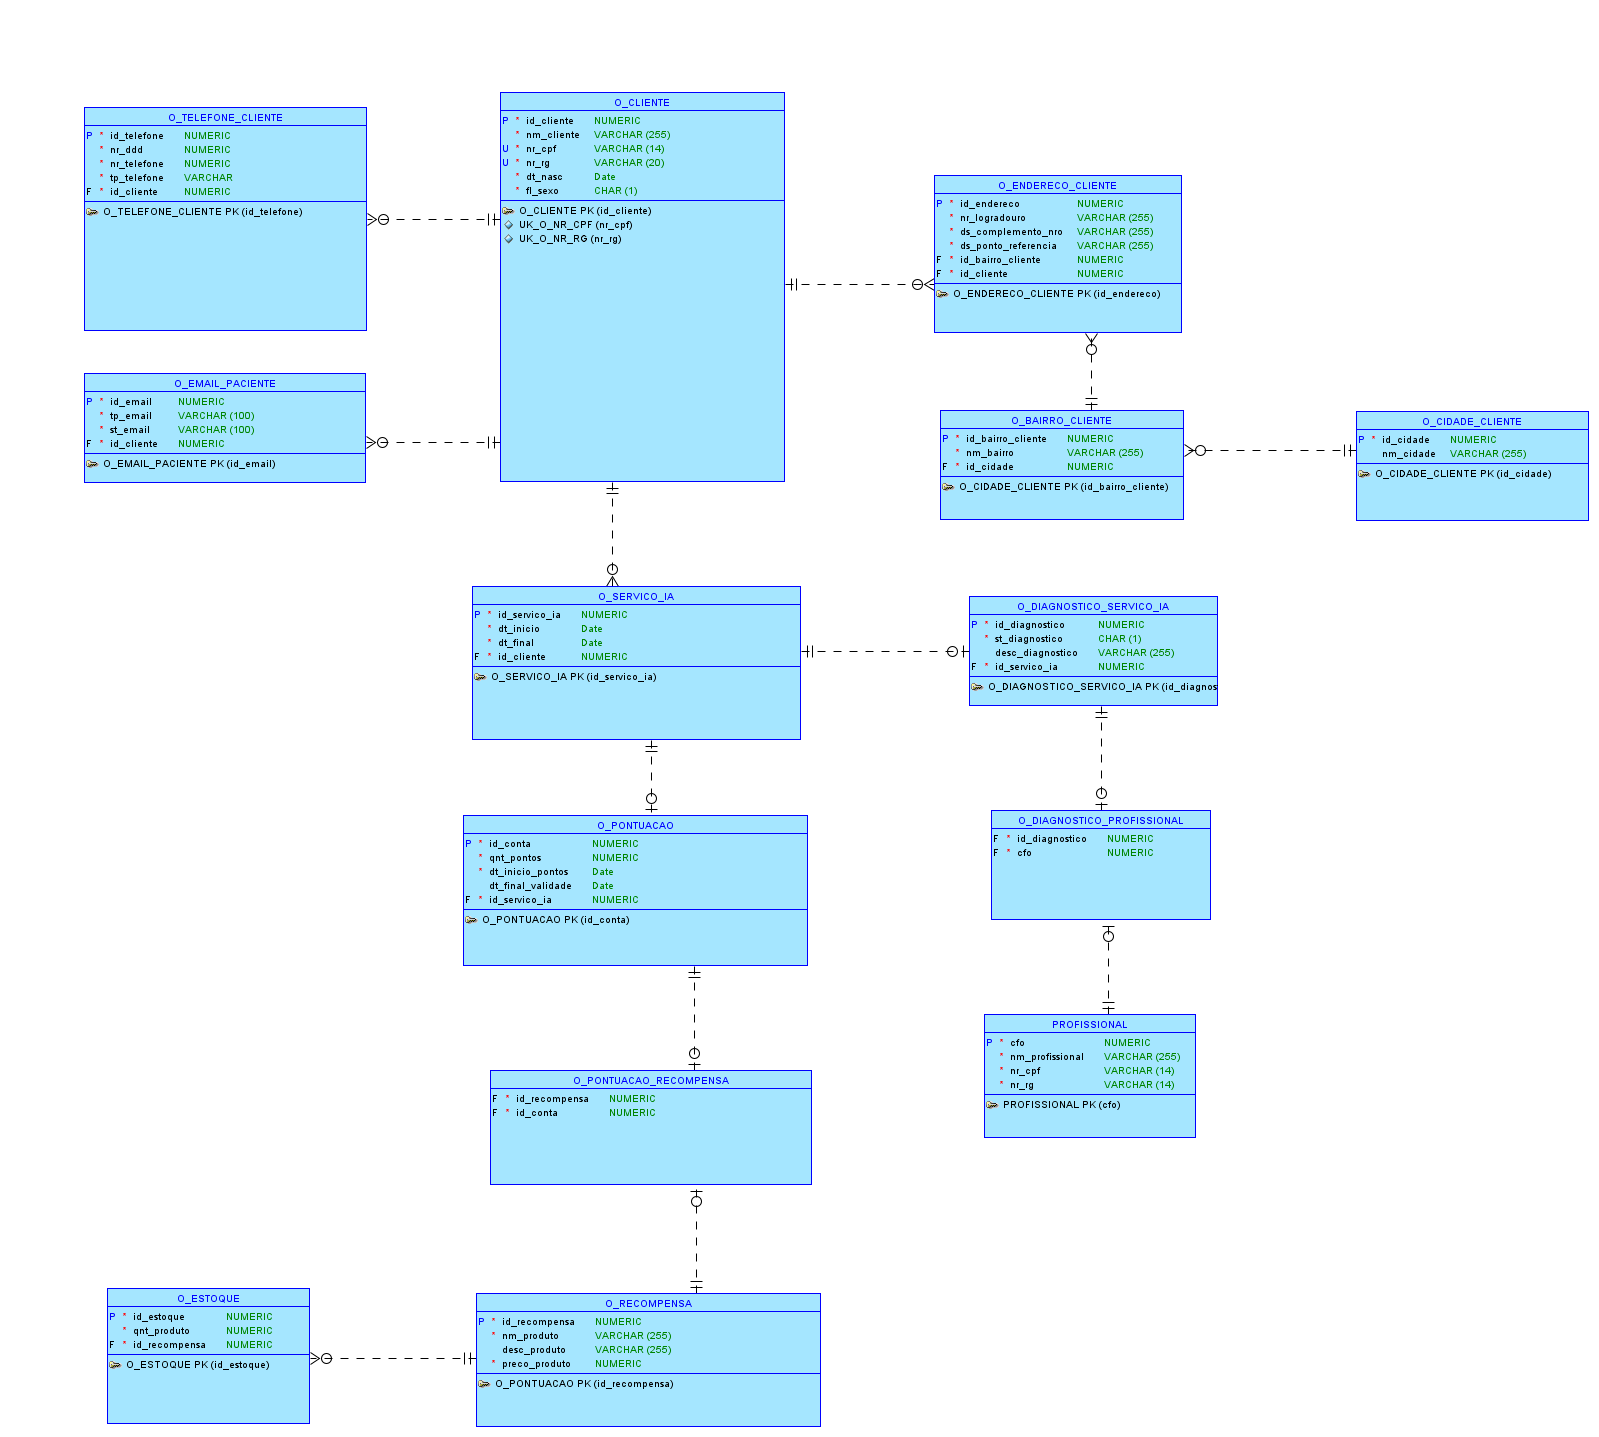 O_TELEFONE_CLIENTE
P * id_telefone NUMERIC
* nr_ddd NUMERIC
* nr_telefone NUMERIC
* tp_telefone VARCHAR
F * id_cliente NUMERIC
O_TELEFONE_CLIENTE PK (id_telefone)
O_CLIENTE
P * id_cliente NUMERIC
* nm_cliente VARCHAR (255)
U * nr_cpf VARCHAR (14)
U * nr_rg VARCHAR (20)
* dt_nasc Date
* fl_sexo CHAR (1)
O_CLIENTE PK (id_cliente)
UK_O_NR_CPF (nr_cpf)
UK_O_NR_RG (nr_rg)
O_ENDERECO_CLIENTE
P * id_endereco NUMERIC
* nr_logradouro VARCHAR (255)
* ds_complemento_nro VARCHAR (255)
* ds_ponto_referencia VARCHAR (255)
F * id_bairro_cliente NUMERIC
F * id_cliente NUMERIC
O_ENDERECO_CLIENTE PK (id_endereco)
O_EMAIL_PACIENTE
P * id_email NUMERIC
* tp_email VARCHAR (100)
* st_email VARCHAR (100)
F * id_cliente NUMERIC
O_EMAIL_PACIENTE PK (id_email)
O_BAIRRO_CLIENTE
P * id_bairro_cliente NUMERIC
* nm_bairro VARCHAR (255)
F * id_cidade NUMERIC
O_CIDADE_CLIENTE PK (id_bairro_cliente)
O_CIDADE_CLIENTE
P * id_cidade NUMERIC
nm_cidade VARCHAR (255)
O_CIDADE_CLIENTE PK (id_cidade)
O_SERVICO_IA
P * id_servico_ia NUMERIC
* dt_inicio Date
* dt_final Date
F * id_cliente NUMERIC
O_SERVICO_IA PK (id_servico_ia)
O_DIAGNOSTICO_SERVICO_IA
P * id_diagnostico NUMERIC
* st_diagnostico CHAR (1)
desc_diagnostico VARCHAR (255)
F * id_servico_ia NUMERIC
O_DIAGNOSTICO_SERVICO_IA PK (id_diagnos
O_PONTUACAO
P * id_conta NUMERIC
* qnt_pontos NUMERIC
* dt_inicio_pontos Date
dt_final_validade Date
F * id_servico_ia NUMERIC
O_PONTUACAO PK (id_conta)
O_DIAGNOSTICO_PROFISSIONAL
F * id_diagnostico NUMERIC
F * cfo NUMERIC
PROFISSIONAL
P * cfo NUMERIC
* nm_profissional VARCHAR (255)
* nr_cpf VARCHAR (14)
* nr_rg VARCHAR (14)
PROFISSIONAL PK (cfo)
O_PONTUACAO_RECOMPENSA
F * id_recompensa NUMERIC
F * id_conta NUMERIC
O_ESTOQUE
P * id_estoque NUMERIC
* qnt_produto NUMERIC
F * id_recompensa NUMERIC
O_ESTOQUE PK (id_estoque)
O_RECOMPENSA
P * id_recompensa NUMERIC
* nm_produto VARCHAR (255)
desc_produto VARCHAR (255)
* preco_produto NUMERIC
O_PONTUACAO PK (id_recompensa)